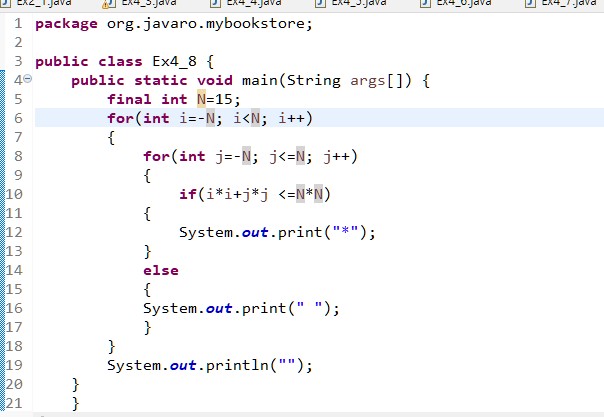 Ex2_1.java Ex4_3.java Ex4_4.java Ex4_5.java Ex4_6.java Ex4_7.java
1 package org.javaro.mybookstore;
2
3 public class Ex4_8 {
4 public static void main(String args[]) {
5 final int N=15;
6 for(int i=-N; i<N; i++)
7 {
8 for(int j=-N; j<=N; j++)
9 {
10 if(i*i+j*j <=N*N)
11 {
12 System.out.print("*");
13 }
14 else
15 {
16 System.out.print(" ");
17 }
18 }
19 System.out.println("");
20 }
21 }